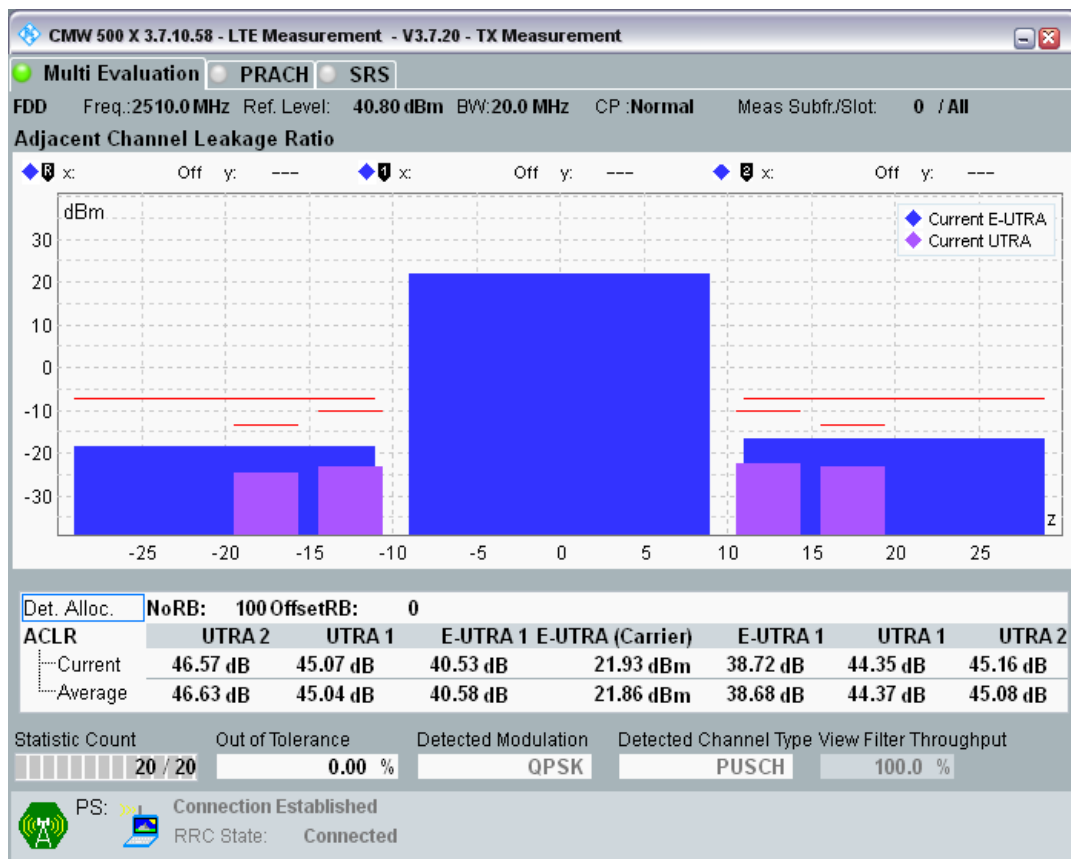 CMW 500 X 3.7.10.58 - LTE Measurement - V3.7.20 - TX Measurement
Multi Evaluation PRACH SRS
FDD Freq.:2510.0 MHz Ref. Level: 40.80 dBm BW:20.0 MHz CP :Normal Meas Subfr./Slot: 0 / All
Adjacent Channel Leakage Ratio
R x: Off y: --- 1 x: Off y: --- 2 x: Off y: ---
dBm
Current E-UTRA
Current UTRA
30
20
10
0
-10
-20
-30
z
-25 -20 -15 -10 -5 0 5 10 15 20 25
Det. Alloc. NoRB: 100 OffsetRB: 0
ACLR UTRA 2 UTRA 1 E-UTRA 1 E-UTRA (Carrier) E-UTRA 1 UTRA 1 UTRA 2
Current 46.57 dB 45.07 dB 40.53 dB 21.93 dBm 38.72 dB 44.35 dB 45.16 dB
Average 46.63 dB 45.04 dB 40.58 dB 21.86 dBm 38.68 dB 44.37 dB 45.08 dB
Statistic Count Out of Tolerance Detected Modulation Detected Channel Type View Filter Throughput
20 / 20 0.00 % QPSK PUSCH 100.0 %
PS: Connection Established
RRC State: Connected